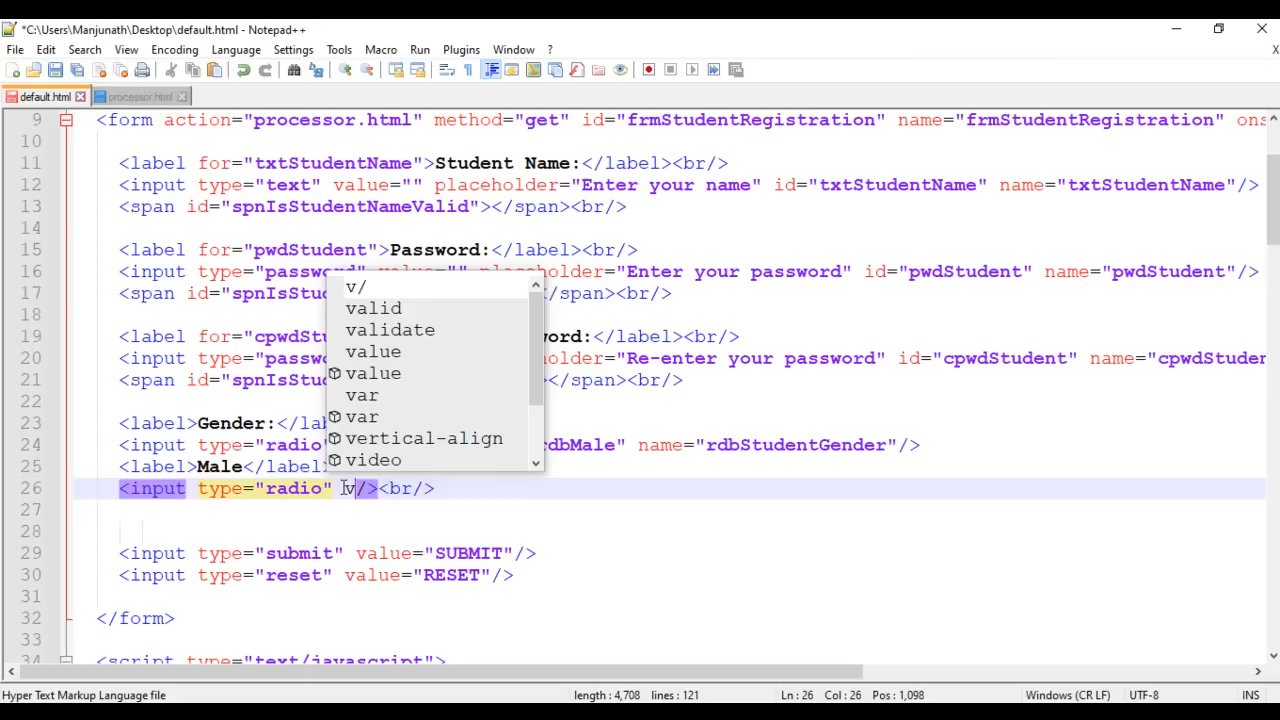 *C:\Users\Manjunath\Desktop\default.html - Notepad++
File Edit Search View Encoding Language Settings Tools Macro Run Plugins Window ? X
default.html processor.html
9 <form action="processor.html" method="get" id="frmStudentRegistration" name="frmStudentRegistration" ons
10
11 <label for="txtStudentName">Student Name:</label><br/>
12 <input type="text" value="" placeholder="Enter your name" id="txtStudentName" name="txtStudentName"/>
13 <span id="spnIsStudentNameValid"></span><br/>
14
15 <label for="pwdStudent">Password:</label><br/>
16 <input type="password" value="" placeholder="Enter your password" id="pwdStudent" name="pwdStudent"/>
17 <span id="spnIsStu /span><br/>
18
19 <label for="cpwdStu word:</label><br/>
20 <input type="passw holder="Re-enter your password" id="cpwdStudent" name="cpwdStuden
21 <span id="spnIsStu </span><br/>
22
23 <label>Gender:</la
24 <input type="radio" rdbMale" name="rdbStudentGender"/>
25 <label>Male</label
26 <input type="radio" v/><br/>
27
28
29 <input type="submit" value="SUBMIT"/>
30 <input type="reset" value="RESET"/>
31
32 </form>
33
34 <script type="text/javascript">
v/
valid
validate
value
value
var
var
vertical-align
video
Hyper Text Markup Language file length : 4,708 lines : 121 Ln : 26 Col : 26 Pos : 1,098 Windows (CR LF) UTF-8 INS